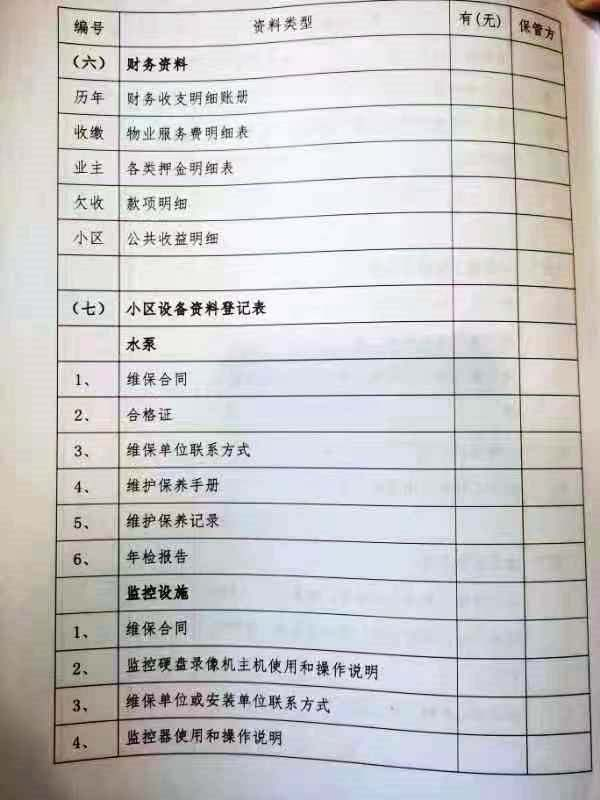 编号 资料类型 有(无) 保管方
(六) 财务资料
历年 财务收支明细账册
收缴 物业服务费明细表
业主 各类押金明细表
欠收 款项明细
小区 公共收益明细
(七) 小区设备资料登记表
水泵
1、 维保合同
2、 合格证
3、 维保单位联系方式
4、 维护保养手册
5、 维护保养记录
6、 年检报告
监控设施
1、 维保合同
2、 监控硬盘录像机主机使用和操作说明
3、 维保单位或安装单位联系方式
4、 监控器使用和操作说明